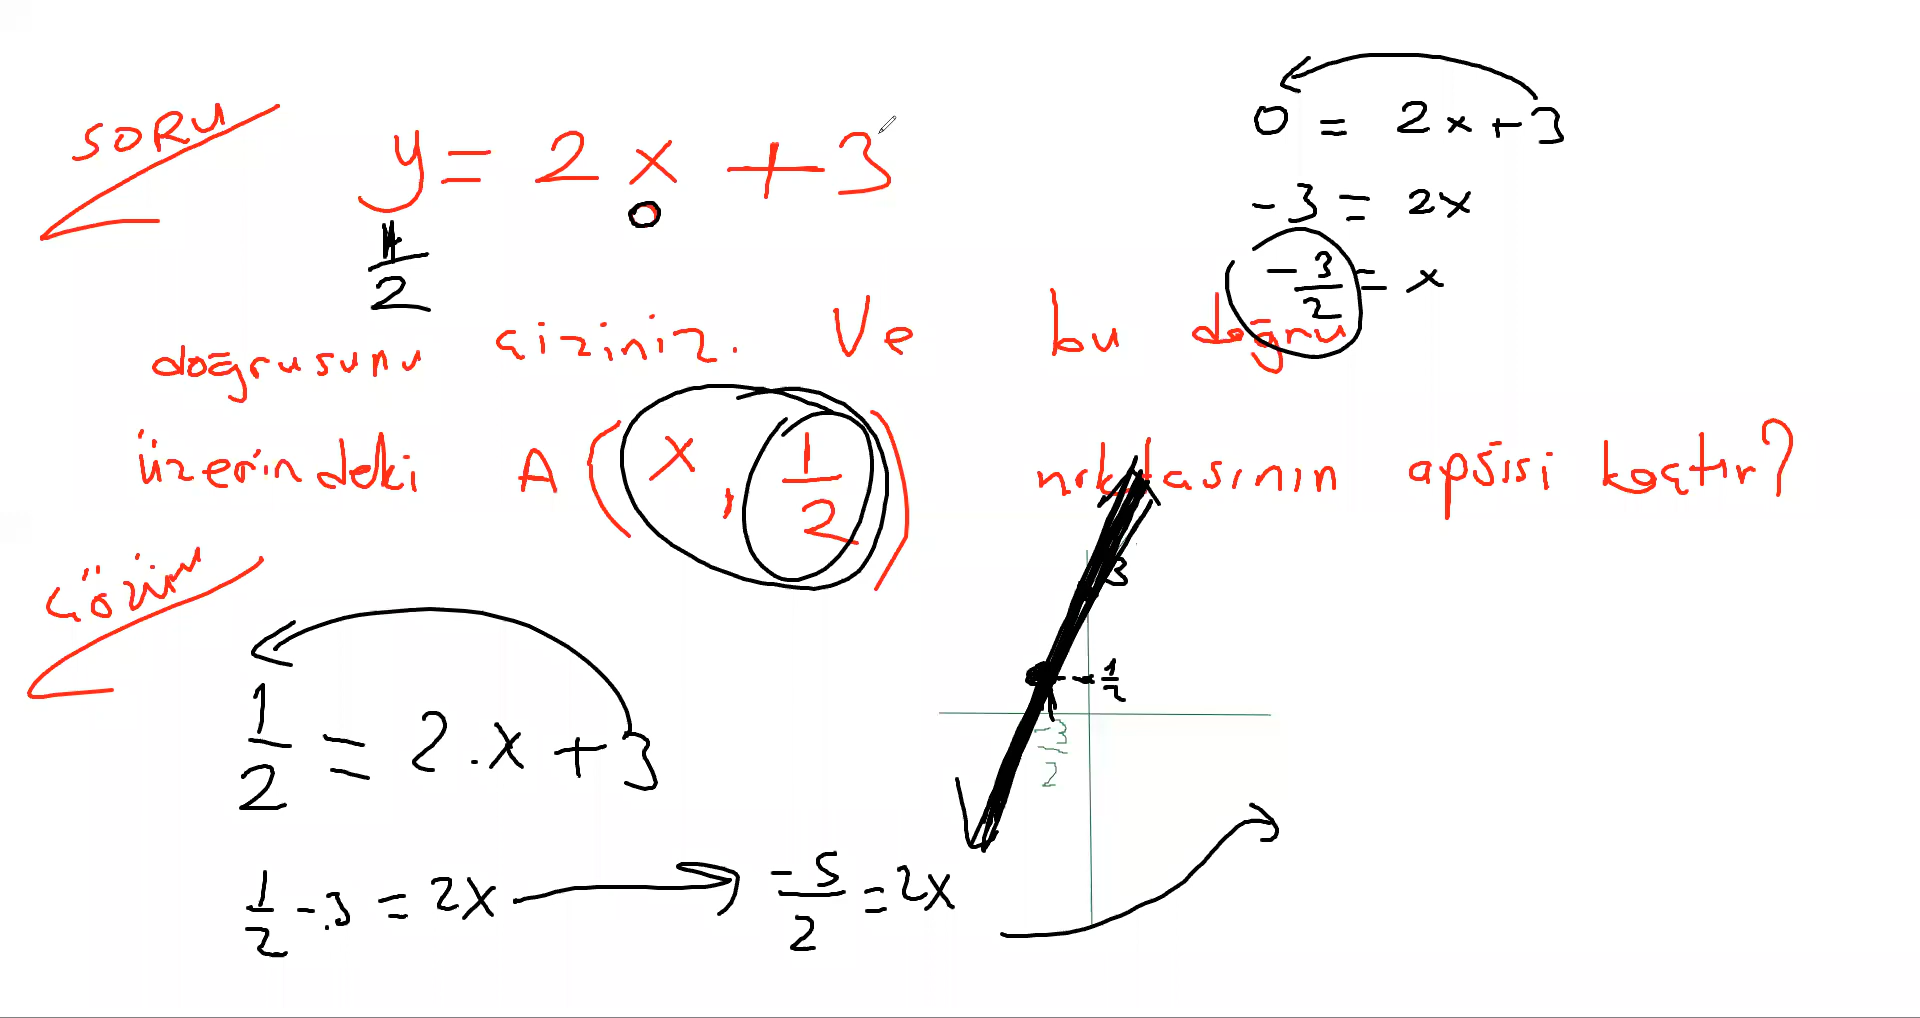 SORU
y = 2x + 3
0
1/2
doğrusunu çiziniz. Ve bu doğru
üzerindeki A (x, 1/2) noktasının apsisi kaçtır?
0 = 2x + 3
-3 = 2x
-3/2 = x
Çözüm
1/2 = 2.x + 3
1/2 - 3 = 2x → -5/2 = 2x
3
1/2
-3/2